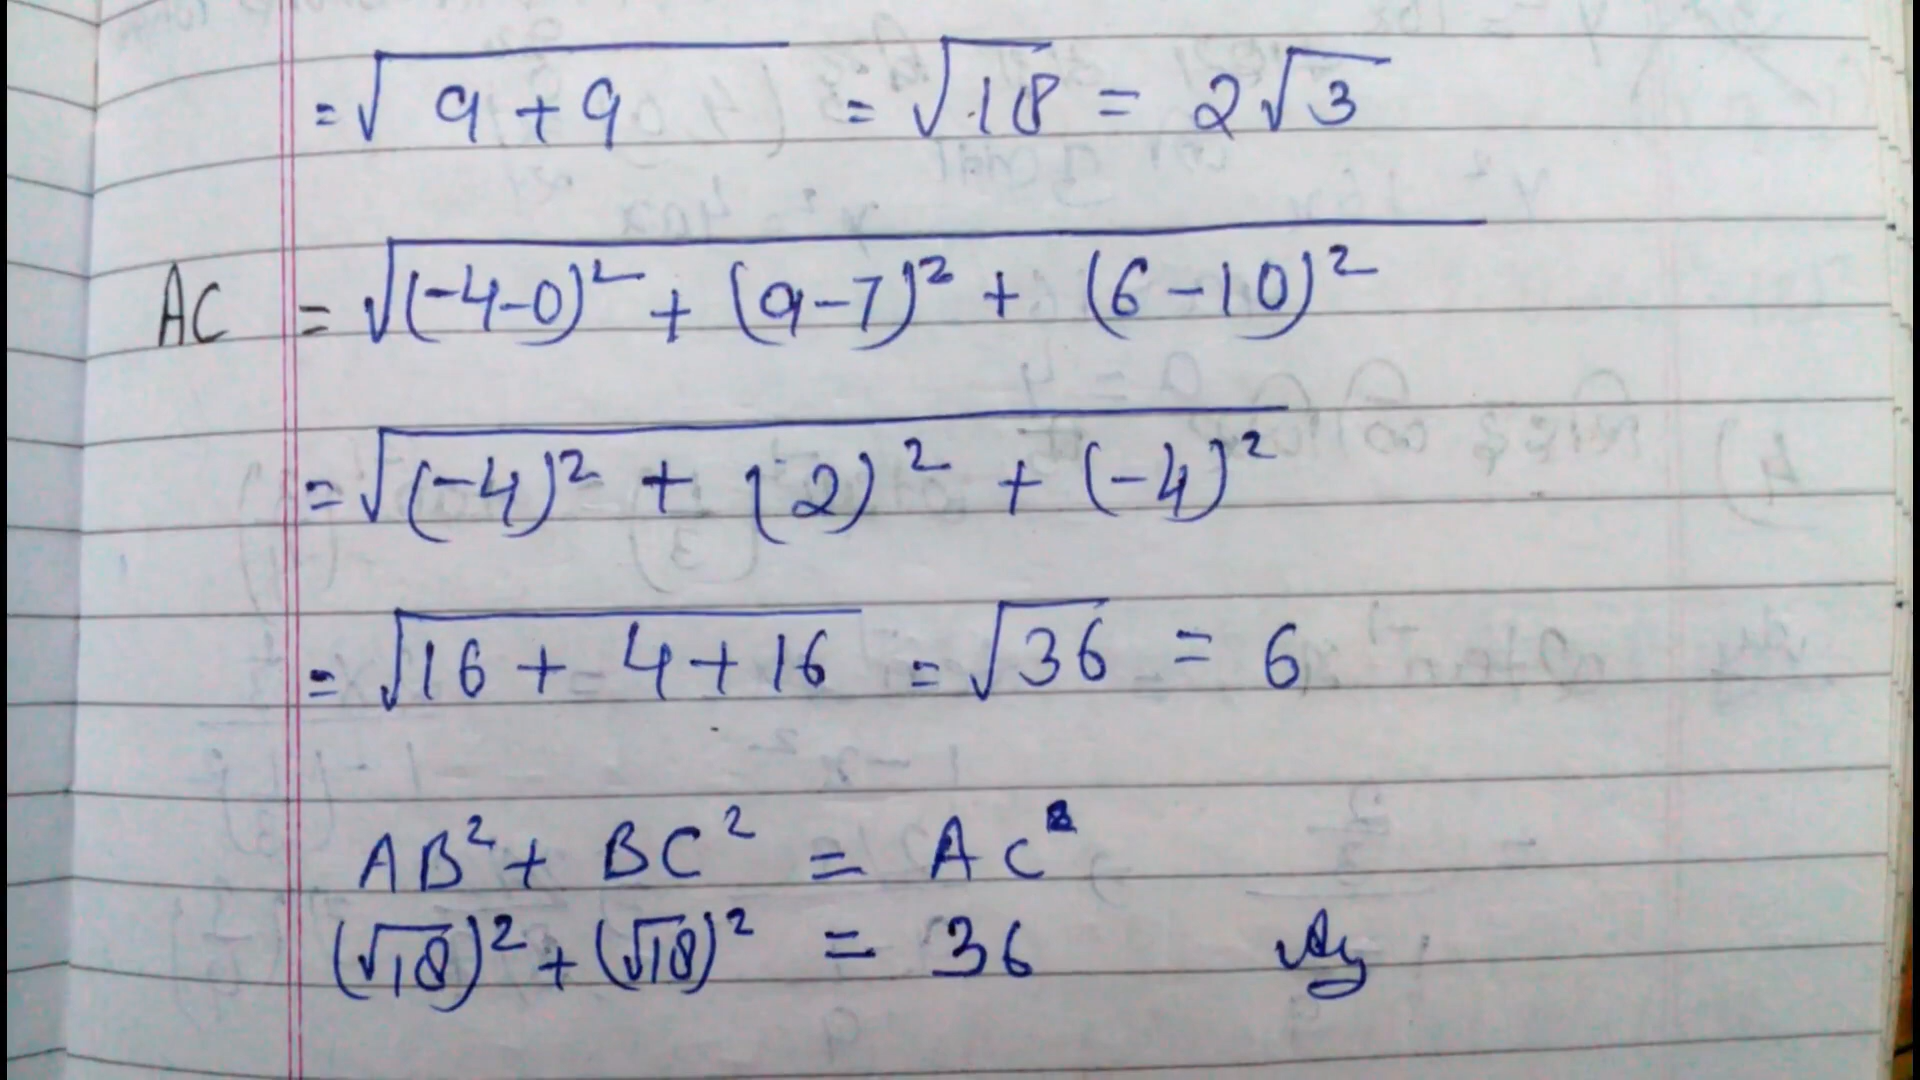 = √9 + 9 = √18 = 2√3
AC = √(-4-0)² + (9-7)² + (6-10)²
= √(-4)² + (2)² + (-4)²
= √16 + 4 + 16 = √36 = 6
AB² + BC² = AC²
(√18)² + (√18)² = 36